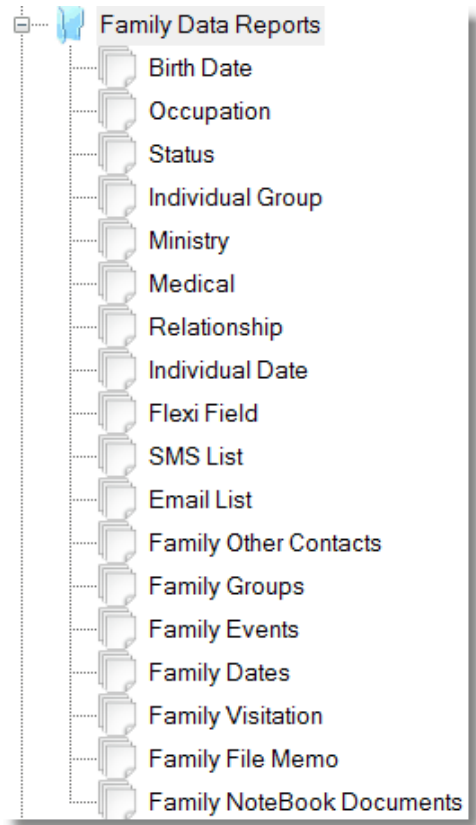 Family Data Reports
Birth Date
Occupation
Status
Individual Group
Ministry
Medical
Relationship
Individual Date
Flexi Field
SMS List
Email List
Family Other Contacts
Family Groups
Family Events
Family Dates
Family Visitation
Family File Memo
Family NoteBook Documents